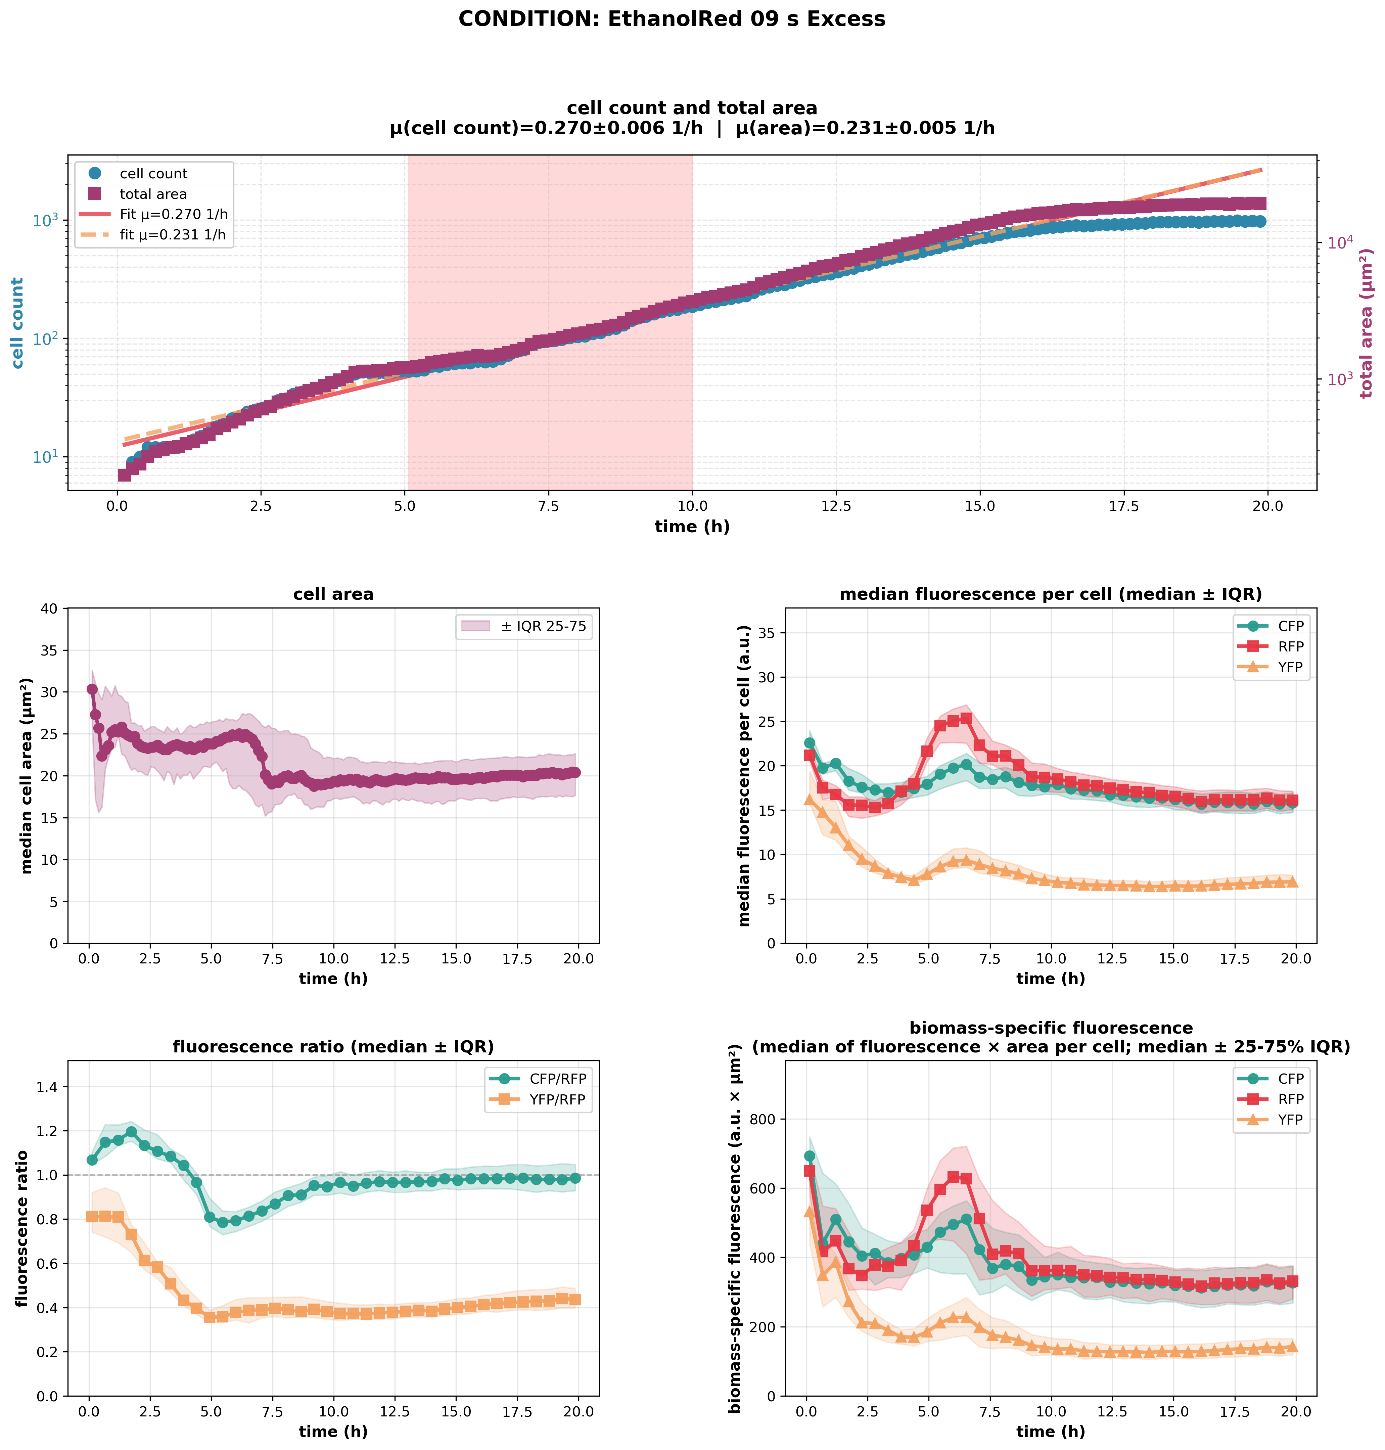 CONDITION: EthanolRed 09 s Excess
cell count and total area
μ(cell count)=0.270±0.006 1/h | μ(area)=0.231±0.005 1/h
cell count
total area
Fit μ=0.270 1/h
fit μ=0.231 1/h
cell count
10³
10²
10¹
total area (μm²)
10⁴
10³
0.0 2.5 5.0 7.5 10.0 12.5 15.0 17.5 20.0
time (h)
cell area
± IQR 25-75
median cell area (μm²)
40
35
30
25
20
15
10
5
0
0.0 2.5 5.0 7.5 10.0 12.5 15.0 17.5 20.0
time (h)
median fluorescence per cell (median ± IQR)
CFP
RFP
YFP
median fluorescence per cell (a.u.)
35
30
25
20
15
10
5
0
0.0 2.5 5.0 7.5 10.0 12.5 15.0 17.5 20.0
time (h)
fluorescence ratio (median ± IQR)
CFP/RFP
YFP/RFP
fluorescence ratio
1.4
1.2
1.0
0.8
0.6
0.4
0.2
0.0
0.0 2.5 5.0 7.5 10.0 12.5 15.0 17.5 20.0
time (h)
biomass-specific fluorescence
(median of fluorescence × area per cell; median ± 25-75% IQR)
CFP
RFP
YFP
biomass-specific fluorescence (a.u. × μm²)
800
600
400
200
0
0.0 2.5 5.0 7.5 10.0 12.5 15.0 17.5 20.0
time (h)